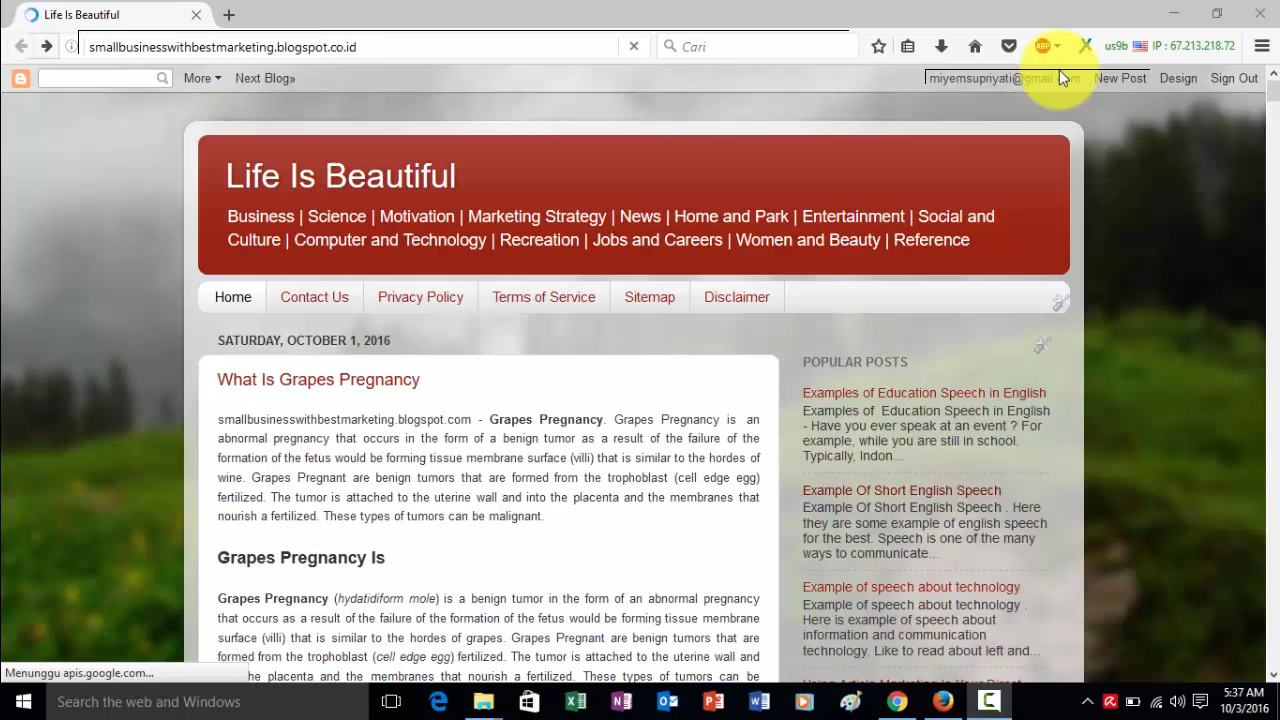 Life Is Beautiful
smallbusinesswithbestmarketing.blogspot.co.id
Cari
ABP
us9b IP : 67.213.218.72
More Next Blog»
miyemsupriyati@gmail.com New Post Design Sign Out
Life Is Beautiful
Business | Science | Motivation | Marketing Strategy | News | Home and Park | Entertainment | Social and
Culture | Computer and Technology | Recreation | Jobs and Careers | Women and Beauty | Reference
Home Contact Us Privacy Policy Terms of Service Sitemap Disclaimer
SATURDAY, OCTOBER 1, 2016
What Is Grapes Pregnancy
smallbusinesswithbestmarketing.blogspot.com - Grapes Pregnancy. Grapes Pregnancy is an
abnormal pregnancy that occurs in the form of a benign tumor as a result of the failure of the
formation of the fetus would be forming tissue membrane surface (villi) that is similar to the hordes of
wine. Grapes Pregnant are benign tumors that are formed from the trophoblast (cell edge egg)
fertilized. The tumor is attached to the uterine wall and into the placenta and the membranes that
nourish a fertilized. These types of tumors can be malignant.
Grapes Pregnancy Is
Grapes Pregnancy (hydatidiform mole) is a benign tumor in the form of an abnormal pregnancy
that occurs as a result of the failure of the formation of the fetus would be forming tissue membrane
surface (villi) that is similar to the hordes of grapes. Grapes Pregnant are benign tumors that are
formed from the trophoblast (cell edge egg) fertilized. The tumor is attached to the uterine wall and
the placenta and the membranes that nourish a fertilized. These types of tumors can be
POPULAR POSTS
Examples of Education Speech in English
Examples of Education Speech in English
- Have you ever speak at an event ? For
example, while you are still in school.
Typically, Indon...
Example Of Short English Speech
Example Of Short English Speech . Here
they are some example of english speech
for the best. Speech is one of the many
ways to communicate...
Example of speech about technology
Example of speech about technology .
Here is example of speech about
information and communication
technology. Like to read about left and...
Using Article Marketing Is Your Direct
Menunggu apis.google.com...
Search the web and Windows
5:37 AM
10/3/2016